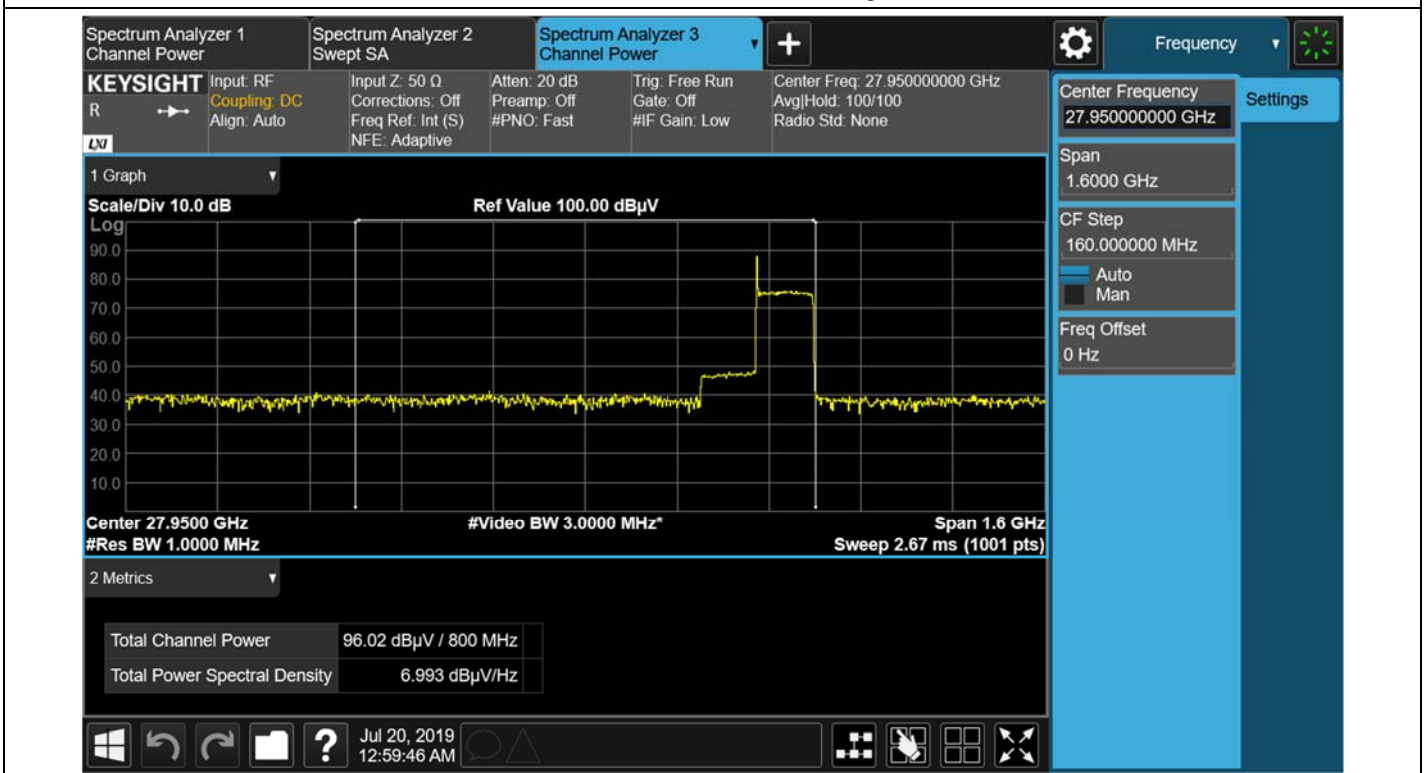 Spectrum Analyzer 1
Channel Power
Spectrum Analyzer 2
Swept SA
Spectrum Analyzer 3
Channel Power
Frequency
KEYSIGHT
R
LXI
Input: RF
Coupling: DC
Align: Auto
Input Z: 50 Ω
Corrections: Off
Freq Ref: Int (S)
NFE: Adaptive
Atten: 20 dB
Preamp: Off
#PNO: Fast
Trig: Free Run
Gate: Off
#IF Gain: Low
Center Freq: 27.950000000 GHz
Avg|Hold: 100/100
Radio Std: None
Center Frequency
27.950000000 GHz
Settings
Span
1.6000 GHz
CF Step
160.000000 MHz
Auto
Man
Freq Offset
0 Hz
1 Graph
Scale/Div 10.0 dB
Ref Value 100.00 dBµV
Log
90.0
80.0
70.0
60.0
50.0
40.0
30.0
20.0
10.0
Center 27.9500 GHz
#Video BW 3.0000 MHz*
Span 1.6 GHz
#Res BW 1.0000 MHz
Sweep 2.67 ms (1001 pts)
2 Metrics
Total Channel Power 96.02 dBµV / 800 MHz
Total Power Spectral Density 6.993 dBµV/Hz
?
Jul 20, 2019
12:59:46 AM